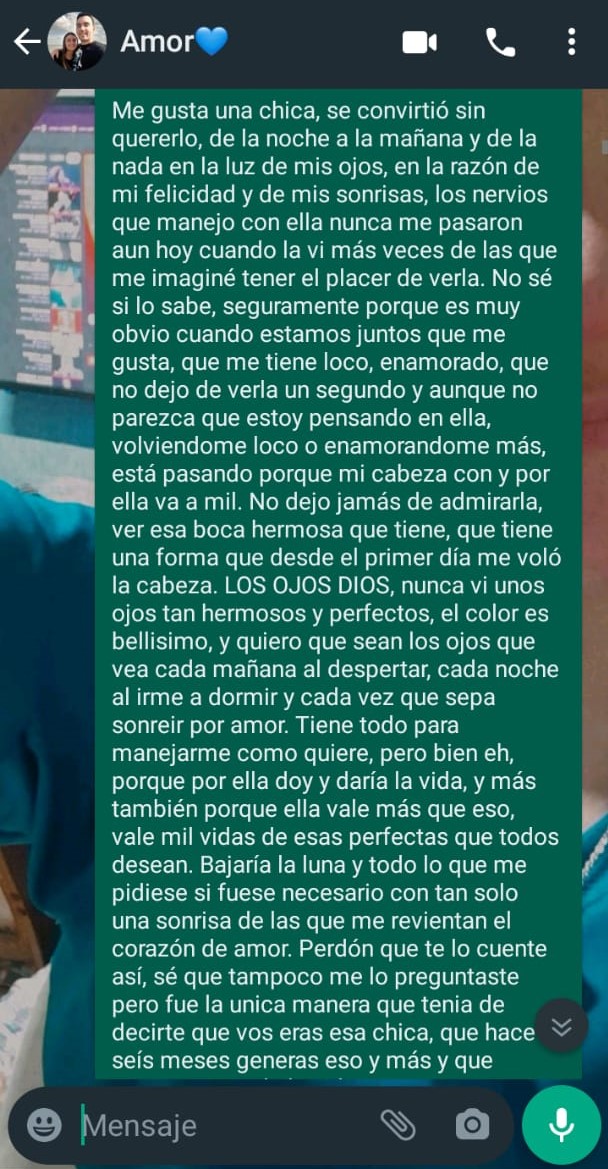 Amor💙
Me gusta una chica, se convirtió sin
quererlo, de la noche a la mañana y de la
nada en la luz de mis ojos, en la razón de
mi felicidad y de mis sonrisas, los nervios
que manejo con ella nunca me pasaron
aun hoy cuando la vi más veces de las que
me imaginé tener el placer de verla. No sé
si lo sabe, seguramente porque es muy
obvio cuando estamos juntos que me
gusta, que me tiene loco, enamorado, que
no dejo de verla un segundo y aunque no
parezca que estoy pensando en ella,
volviendome loco o enamorandome más,
está pasando porque mi cabeza con y por
ella va a mil. No dejo jamás de admirarla,
ver esa boca hermosa que tiene, que tiene
una forma que desde el primer día me voló
la cabeza. LOS OJOS DIOS, nunca vi unos
ojos tan hermosos y perfectos, el color es
bellisimo, y quiero que sean los ojos que
vea cada mañana al despertar, cada noche
al irme a dormir y cada vez que sepa
sonreir por amor. Tiene todo para
manejarme como quiere, pero bien eh,
porque por ella doy y daría la vida, y más
también porque ella vale más que eso,
vale mil vidas de esas perfectas que todos
desean. Bajaría la luna y todo lo que me
pidiese si fuese necesario con tan solo
una sonrisa de las que me revientan el
corazón de amor. Perdón que te lo cuente
así, sé que tampoco me lo preguntaste
pero fue la unica manera que tenia de
decirte que vos eras esa chica, que hace
seís meses generas eso y más y que
Mensaje